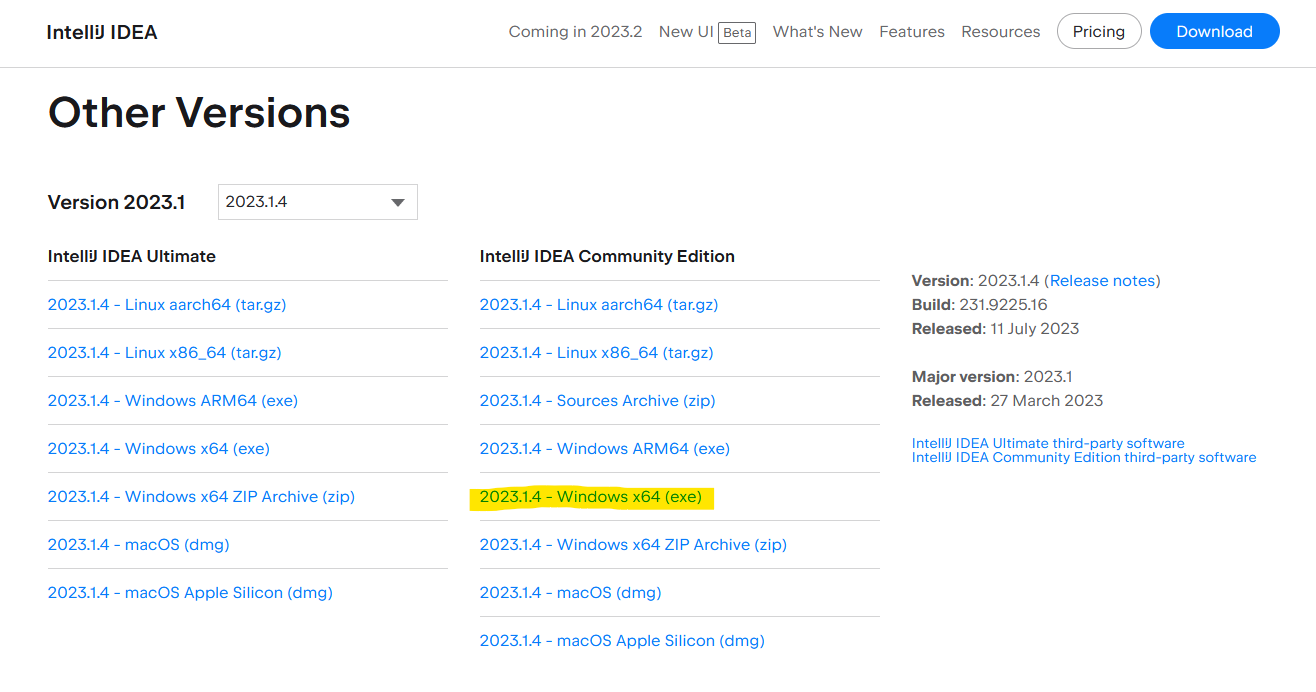 IntelliJ IDEA
Coming in 2023.2 New UI Beta What's New Features Resources Pricing Download
Other Versions
Version 2023.1 2023.1.4
IntelliJ IDEA Ultimate
2023.1.4 - Linux aarch64 (tar.gz)
2023.1.4 - Linux x86_64 (tar.gz)
2023.1.4 - Windows ARM64 (exe)
2023.1.4 - Windows x64 (exe)
2023.1.4 - Windows x64 ZIP Archive (zip)
2023.1.4 - macOS (dmg)
2023.1.4 - macOS Apple Silicon (dmg)
IntelliJ IDEA Community Edition
2023.1.4 - Linux aarch64 (tar.gz)
2023.1.4 - Linux x86_64 (tar.gz)
2023.1.4 - Sources Archive (zip)
2023.1.4 - Windows ARM64 (exe)
2023.1.4 - Windows x64 (exe)
2023.1.4 - Windows x64 ZIP Archive (zip)
2023.1.4 - macOS (dmg)
2023.1.4 - macOS Apple Silicon (dmg)
Version: 2023.1.4 (Release notes)
Build: 231.9225.16
Released: 11 July 2023
Major version: 2023.1
Released: 27 March 2023
IntelliJ IDEA Ultimate third-party software
IntelliJ IDEA Community Edition third-party software